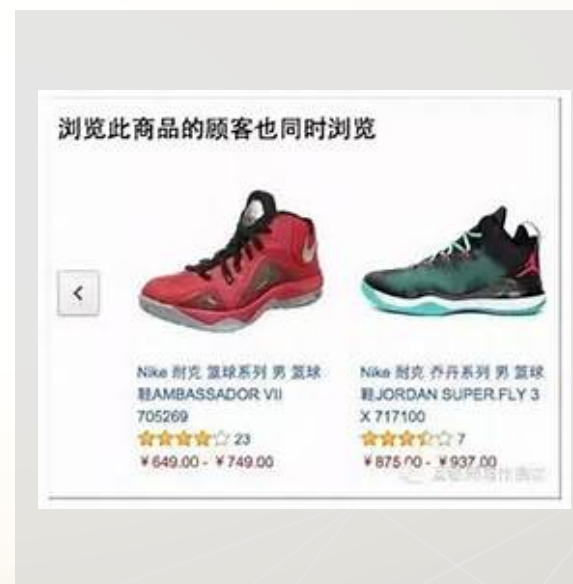 浏览此商品的顾客也同时浏览
Nike 耐克 篮球系列 男 篮球
鞋AMBASSADOR VII
705269
23
¥649.00 - ¥749.00
Nike 耐克 乔丹系列 男 篮球
鞋JORDAN SUPER.FLY 3
X 717100
7
¥875.00 - ¥937.00